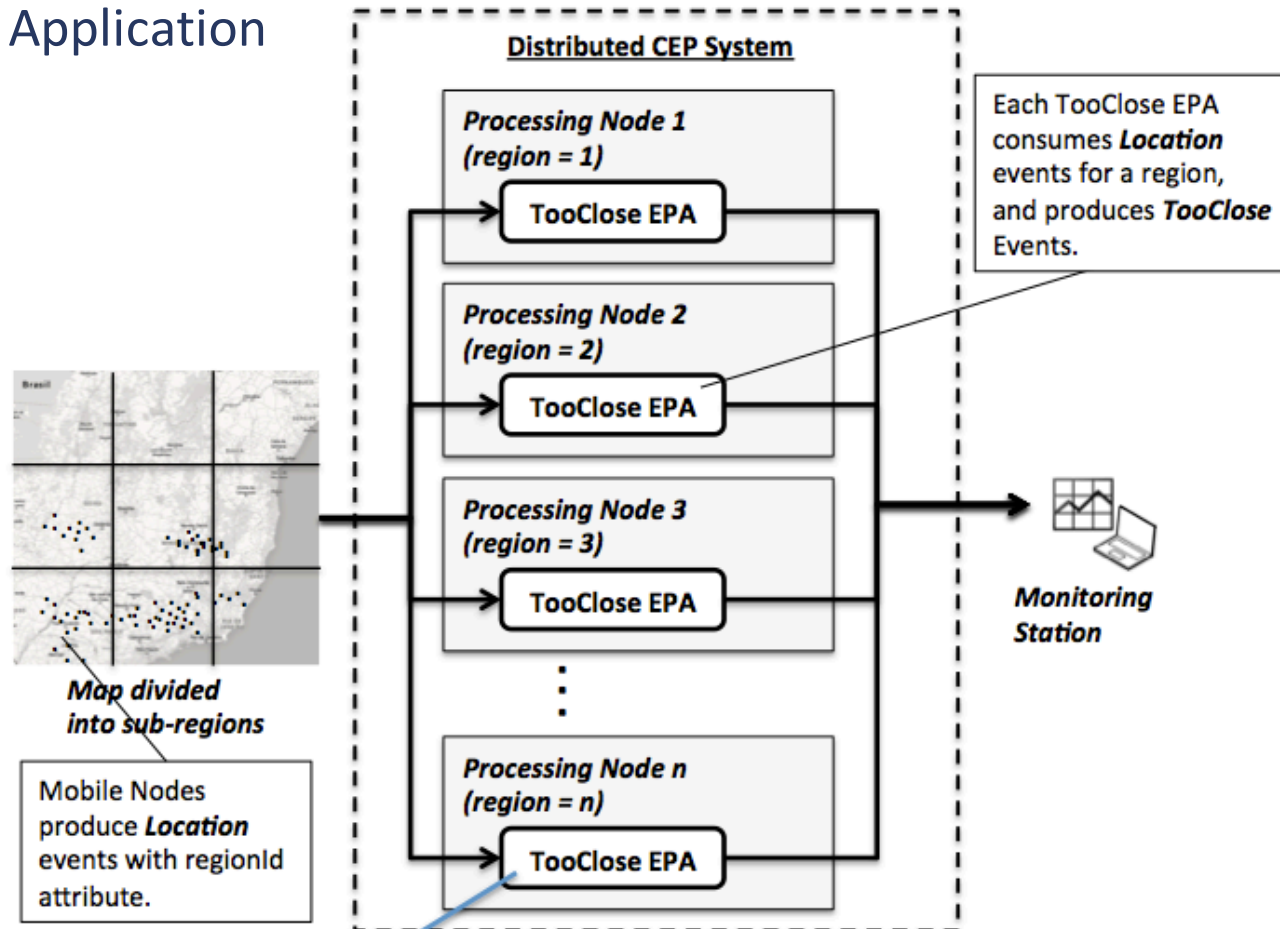 Application
Distributed CEP System
Processing Node 1
(region = 1)
TooClose EPA
Processing Node 2
(region = 2)
TooClose EPA
Processing Node 3
(region = 3)
TooClose EPA
Processing Node n
(region = n)
TooClose EPA
Each TooClose EPA
consumes Location
events for a region,
and produces TooClose
Events.
Brasil
Map divided
into sub-regions
Mobile Nodes
produce Location
events with regionId
attribute.
Monitoring
Station